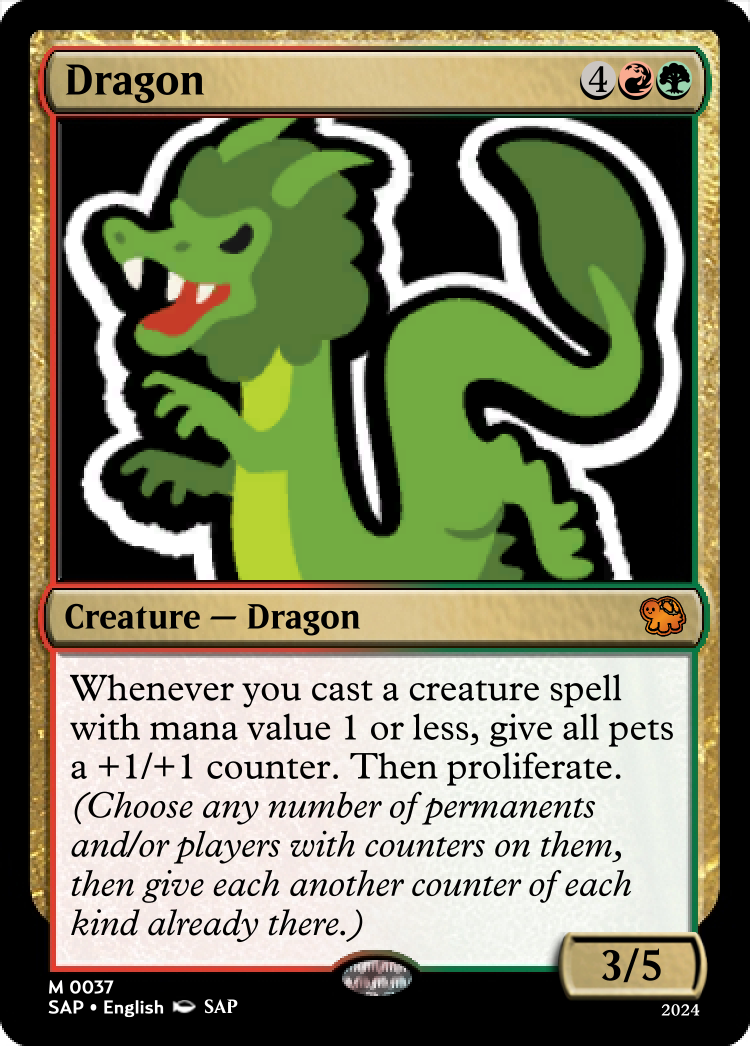 Dragon 4
Creature — Dragon
Whenever you cast a creature spell
with mana value 1 or less, give all pets
a +1/+1 counter. Then proliferate.
(Choose any number of permanents
and/or players with counters on them,
then give each another counter of each
kind already there.)
3/5
M 0037
SAP • English SAP
2024